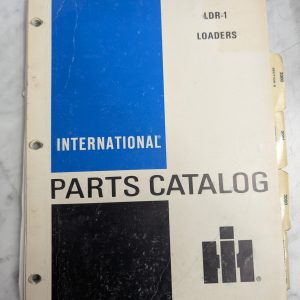 LDR-1
LOADERS
INTERNATIONAL®
PARTS CATALOG
IH®